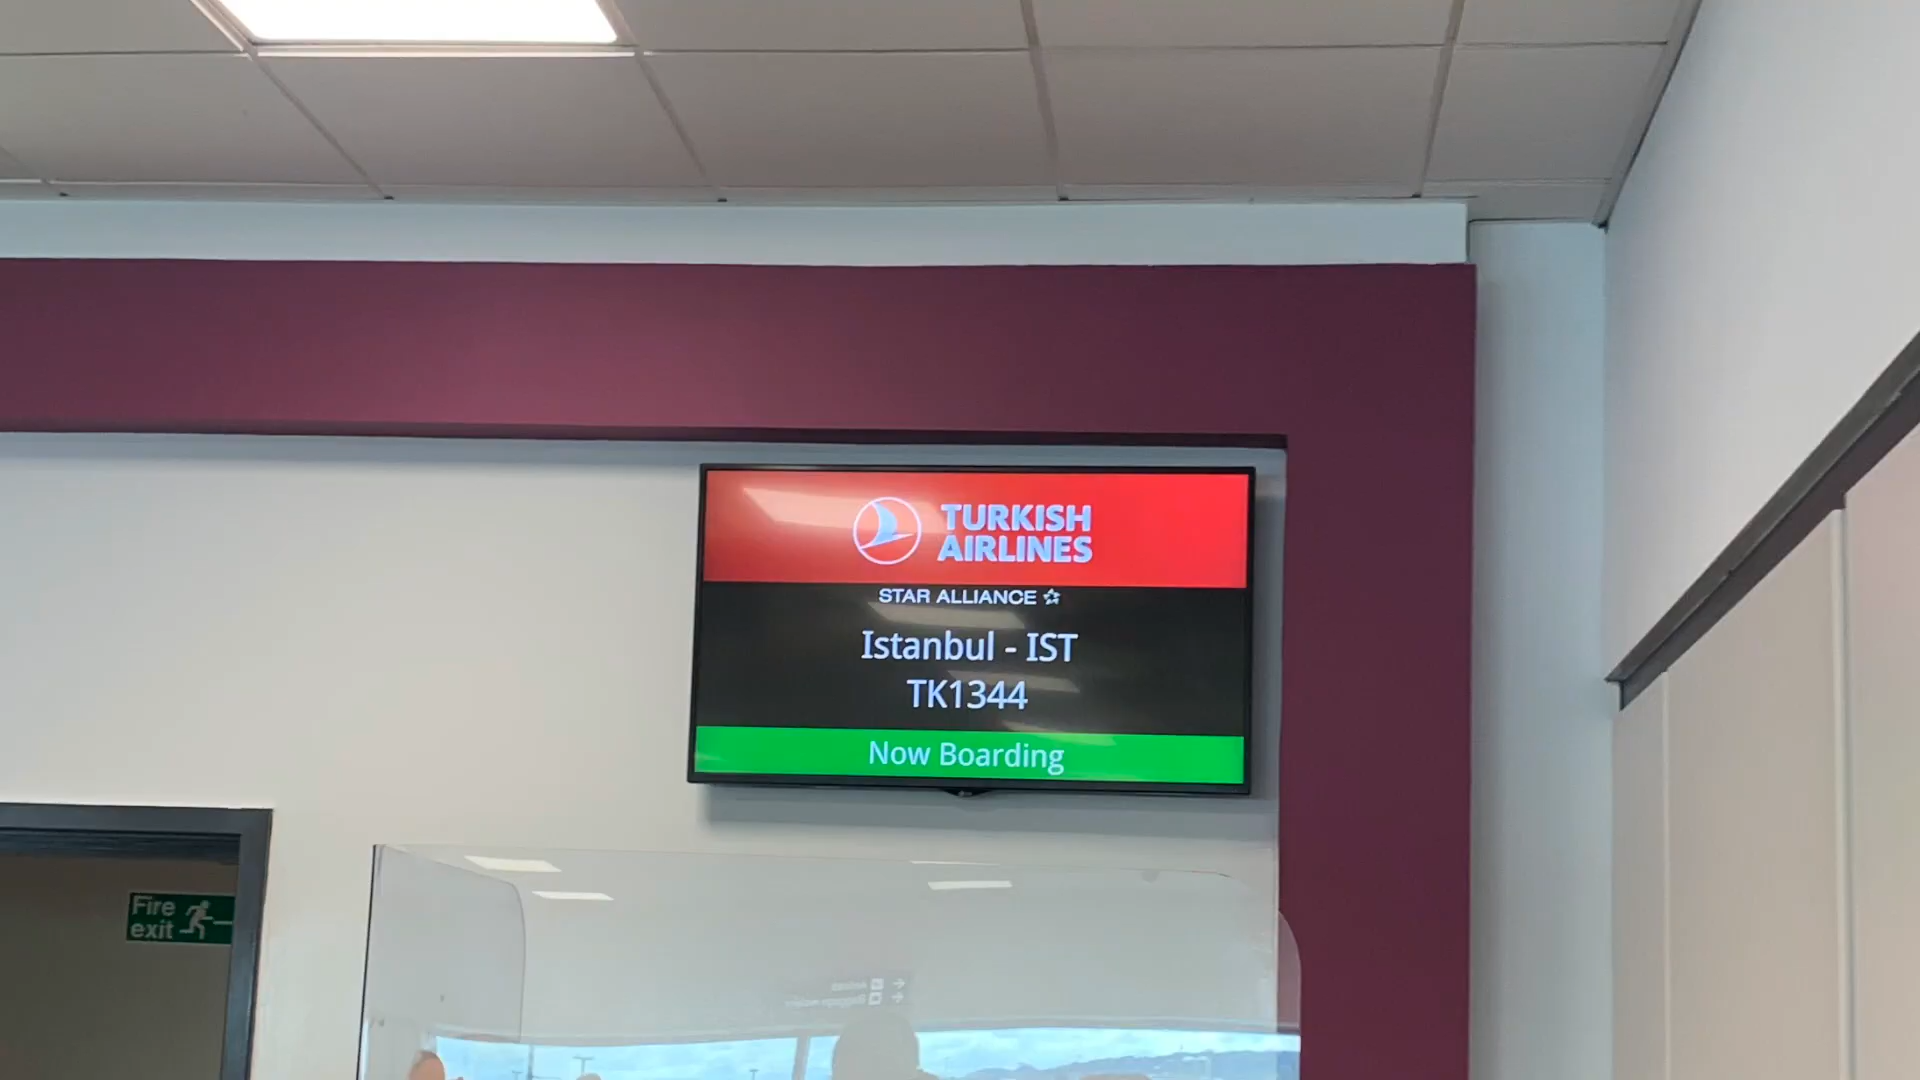 TURKISH
AIRLINES
STAR ALLIANCE
Istanbul - IST
TK1344
Now Boarding
Fire
exit